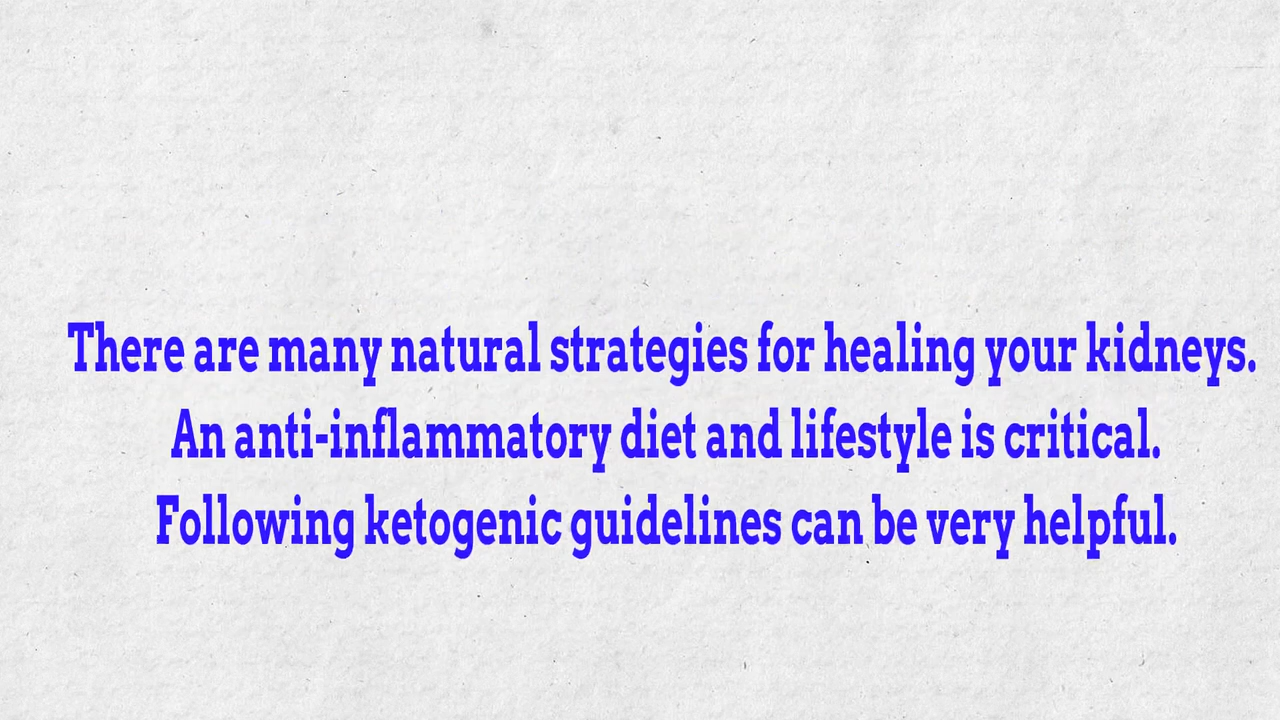 There are many natural strategies for healing your kidneys.
An anti-inflammatory diet and lifestyle is critical.
Following ketogenic guidelines can be very helpful.